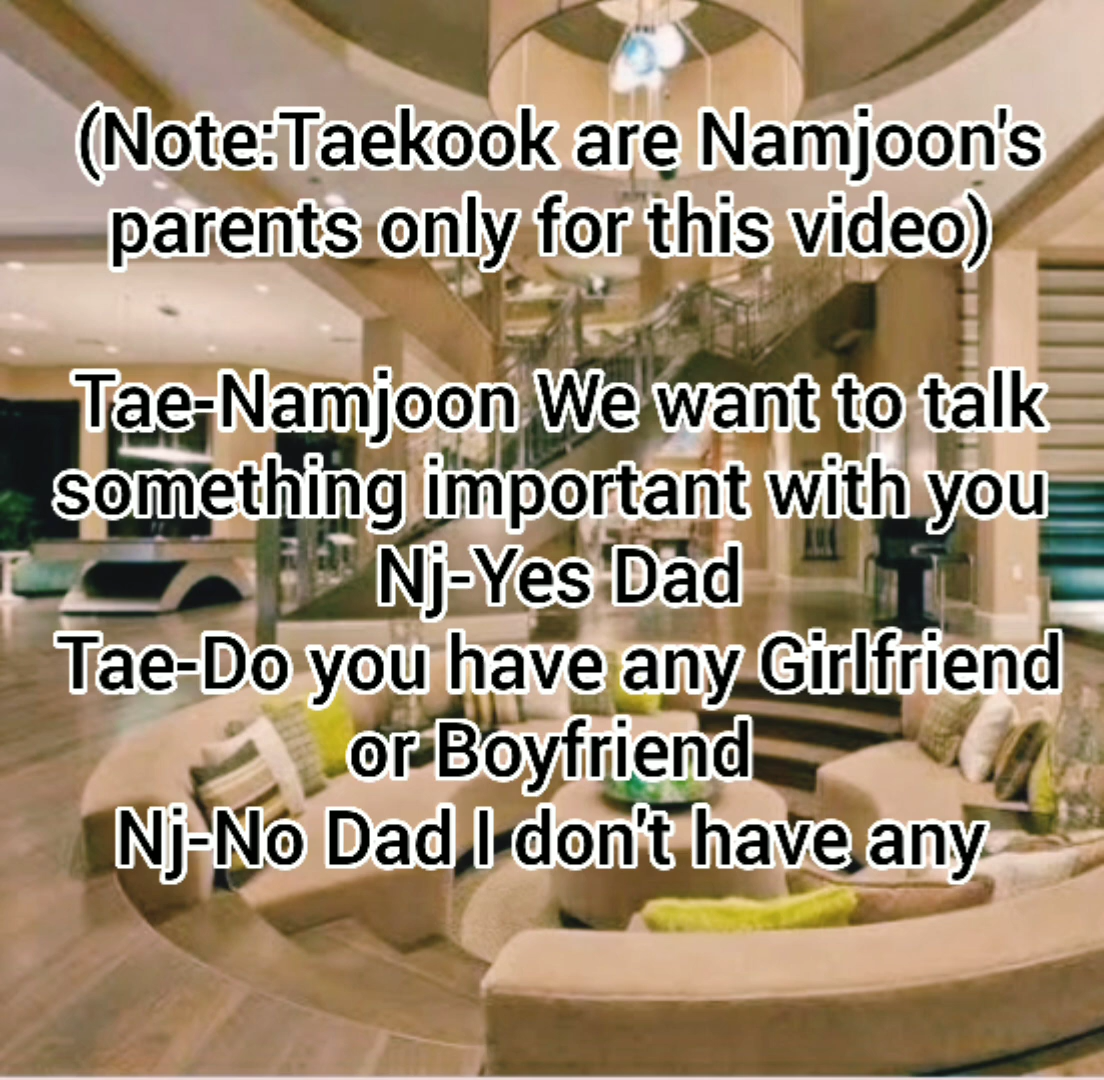 (Note:Taekook are Namjoon's
parents only for this video)
Tae-Namjoon We want to talk
something important with you
Nj-Yes Dad
Tae-Do you have any Girlfriend
or Boyfriend
Nj-No Dad I don't have any